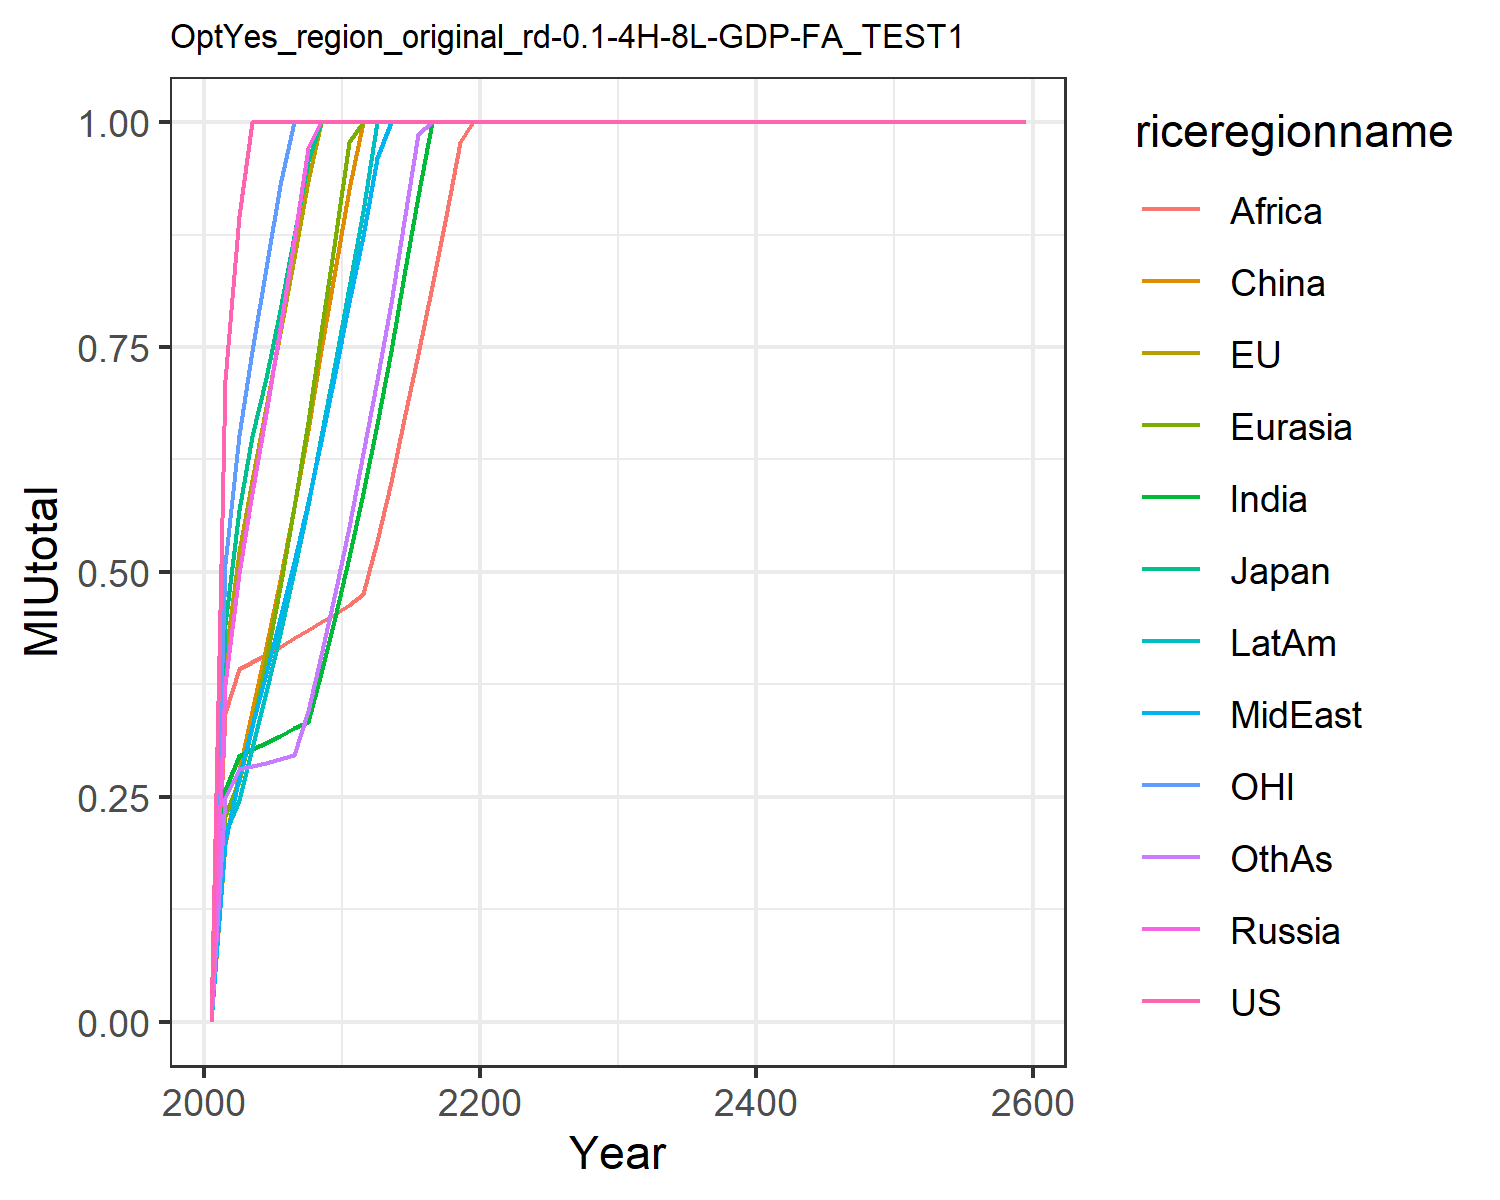 OptYes_region_original_rd-0.1-4H-8L-GDP-FA_TEST1
1.00
0.75
0.50
0.25
0.00
MIUtotal
2000
2200
2400
2600
Year
riceregionname
Africa
China
EU
Eurasia
India
Japan
LatAm
MidEast
OHI
OthAs
Russia
US